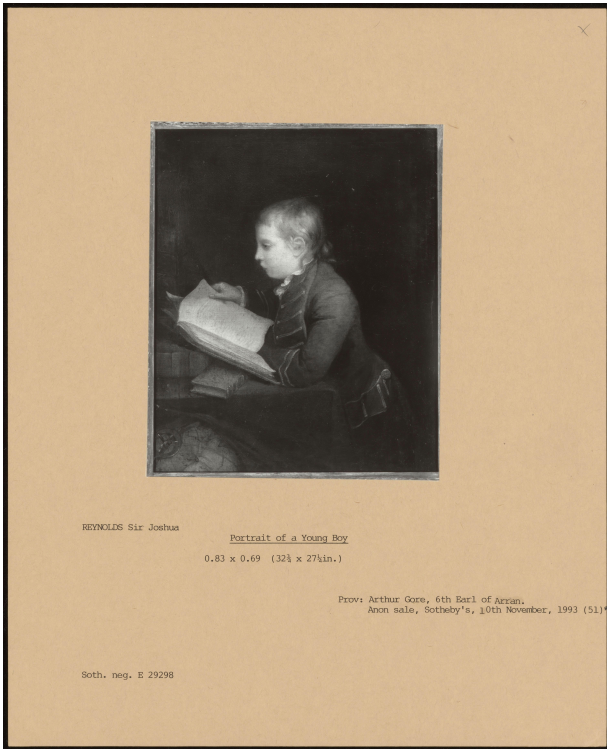 REYNOLDS Sir Joshua
Portrait of a Young Boy
0.83 x 0.69 (32¾ x 27¼in.)
Prov: Arthur Gore, 6th Earl of Arran.
Anon sale, Sotheby's, 10th November, 1993 (51)*
Soth. neg. E 29298